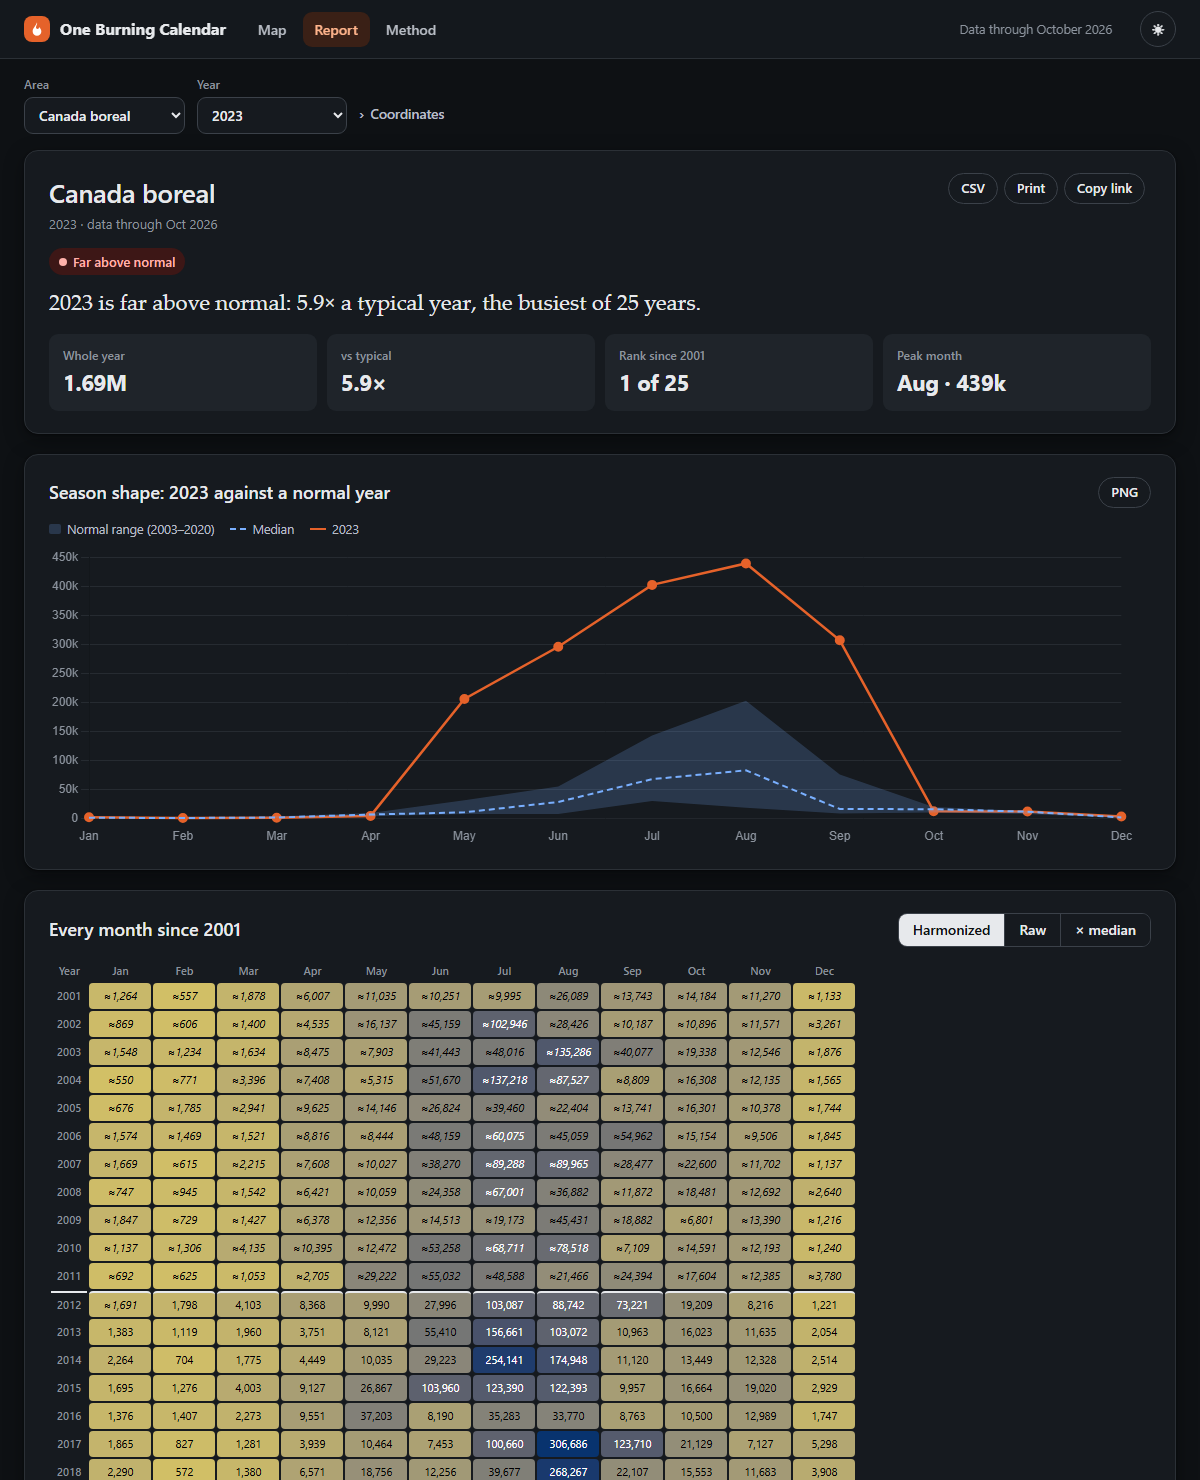 One Burning Calendar Map Report Method Data through October 2026
Area Year
Canada boreal 2023 › Coordinates
Canada boreal CSV Print Copy link
2023 · data through Oct 2026
Far above normal
2023 is far above normal: 5.9× a typical year, the busiest of 25 years.
Whole year vs typical Rank since 2001 Peak month
1.69M 5.9× 1 of 25 Aug · 439k
Season shape: 2023 against a normal year PNG
Normal range (2003–2020) Median 2023
450k
400k
350k
300k
250k
200k
150k
100k
50k
0
Jan Feb Mar Apr May Jun Jul Aug Sep Oct Nov Dec
Every month since 2001 Harmonized Raw × median
Year Jan Feb Mar Apr May Jun Jul Aug Sep Oct Nov Dec
2001 ≈1,264 ≈557 ≈1,878 ≈6,007 ≈11,035 ≈10,251 ≈9,995 ≈26,089 ≈13,743 ≈14,184 ≈11,270 ≈1,133
2002 ≈869 ≈606 ≈1,400 ≈4,535 ≈16,137 ≈45,159 ≈102,946 ≈28,426 ≈10,187 ≈10,896 ≈11,571 ≈3,261
2003 ≈1,548 ≈1,234 ≈1,634 ≈8,475 ≈7,903 ≈41,443 ≈48,016 ≈135,286 ≈40,077 ≈19,338 ≈12,546 ≈1,876
2004 ≈550 ≈771 ≈3,396 ≈7,408 ≈5,315 ≈51,670 ≈137,218 ≈87,527 ≈8,809 ≈16,308 ≈12,135 ≈1,565
2005 ≈676 ≈1,785 ≈2,941 ≈9,625 ≈14,146 ≈26,824 ≈39,460 ≈22,404 ≈13,741 ≈16,301 ≈10,378 ≈1,744
2006 ≈1,574 ≈1,469 ≈1,521 ≈8,816 ≈8,444 ≈48,159 ≈60,075 ≈45,059 ≈54,962 ≈15,154 ≈9,506 ≈1,845
2007 ≈1,669 ≈615 ≈2,215 ≈7,608 ≈10,027 ≈38,270 ≈89,288 ≈89,965 ≈28,477 ≈22,600 ≈11,702 ≈1,137
2008 ≈747 ≈945 ≈1,542 ≈6,421 ≈10,059 ≈24,358 ≈67,001 ≈36,882 ≈11,872 ≈18,481 ≈12,692 ≈2,640
2009 ≈1,847 ≈729 ≈1,427 ≈6,378 ≈12,356 ≈14,513 ≈19,173 ≈45,431 ≈18,882 ≈6,801 ≈13,390 ≈1,216
2010 ≈1,137 ≈1,306 ≈4,135 ≈10,395 ≈12,472 ≈53,258 ≈68,711 ≈78,518 ≈7,109 ≈14,591 ≈12,193 ≈1,240
2011 ≈692 ≈625 ≈1,053 ≈2,705 ≈29,222 ≈55,032 ≈48,588 ≈21,466 ≈24,394 ≈17,604 ≈12,385 ≈3,780
2012 ≈1,691 1,798 4,103 8,368 9,990 27,996 103,087 88,742 73,221 19,209 8,216 1,221
2013 1,383 1,119 1,960 3,751 8,121 55,410 156,661 103,072 10,963 16,023 11,635 2,054
2014 2,264 704 1,775 4,449 10,035 29,223 254,141 174,948 11,120 13,449 12,328 2,514
2015 1,695 1,276 4,003 9,127 26,867 103,960 123,390 122,393 9,957 16,664 19,020 2,929
2016 1,376 1,407 2,273 9,551 37,203 8,190 35,283 33,770 8,763 10,500 12,989 1,747
2017 1,865 827 1,281 3,939 10,464 7,453 100,660 306,686 123,710 21,129 7,127 5,298
2018 2,290 572 1,380 6,571 18,756 12,256 39,677 268,267 22,107 15,553 11,683 3,908